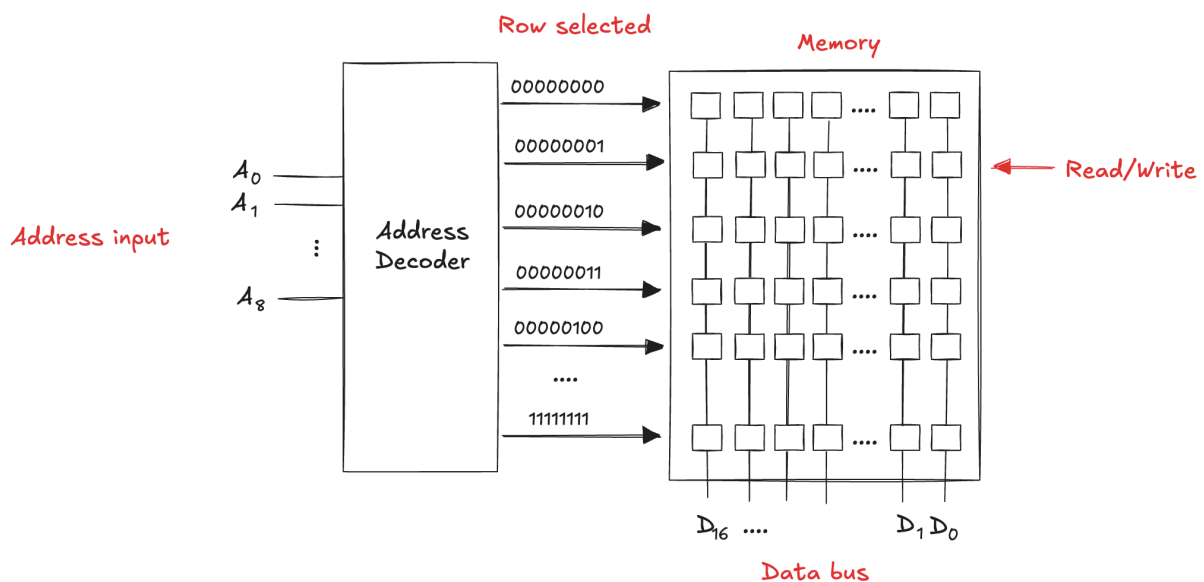 Row selected
Memory
00000000
....
00000001
....
A0
A1
Read/Write
Address input
⋮
A8
Address
Decoder
00000010
....
00000011
....
00000100
....
....
11111111
....
D16 .... D1 D0
Data bus